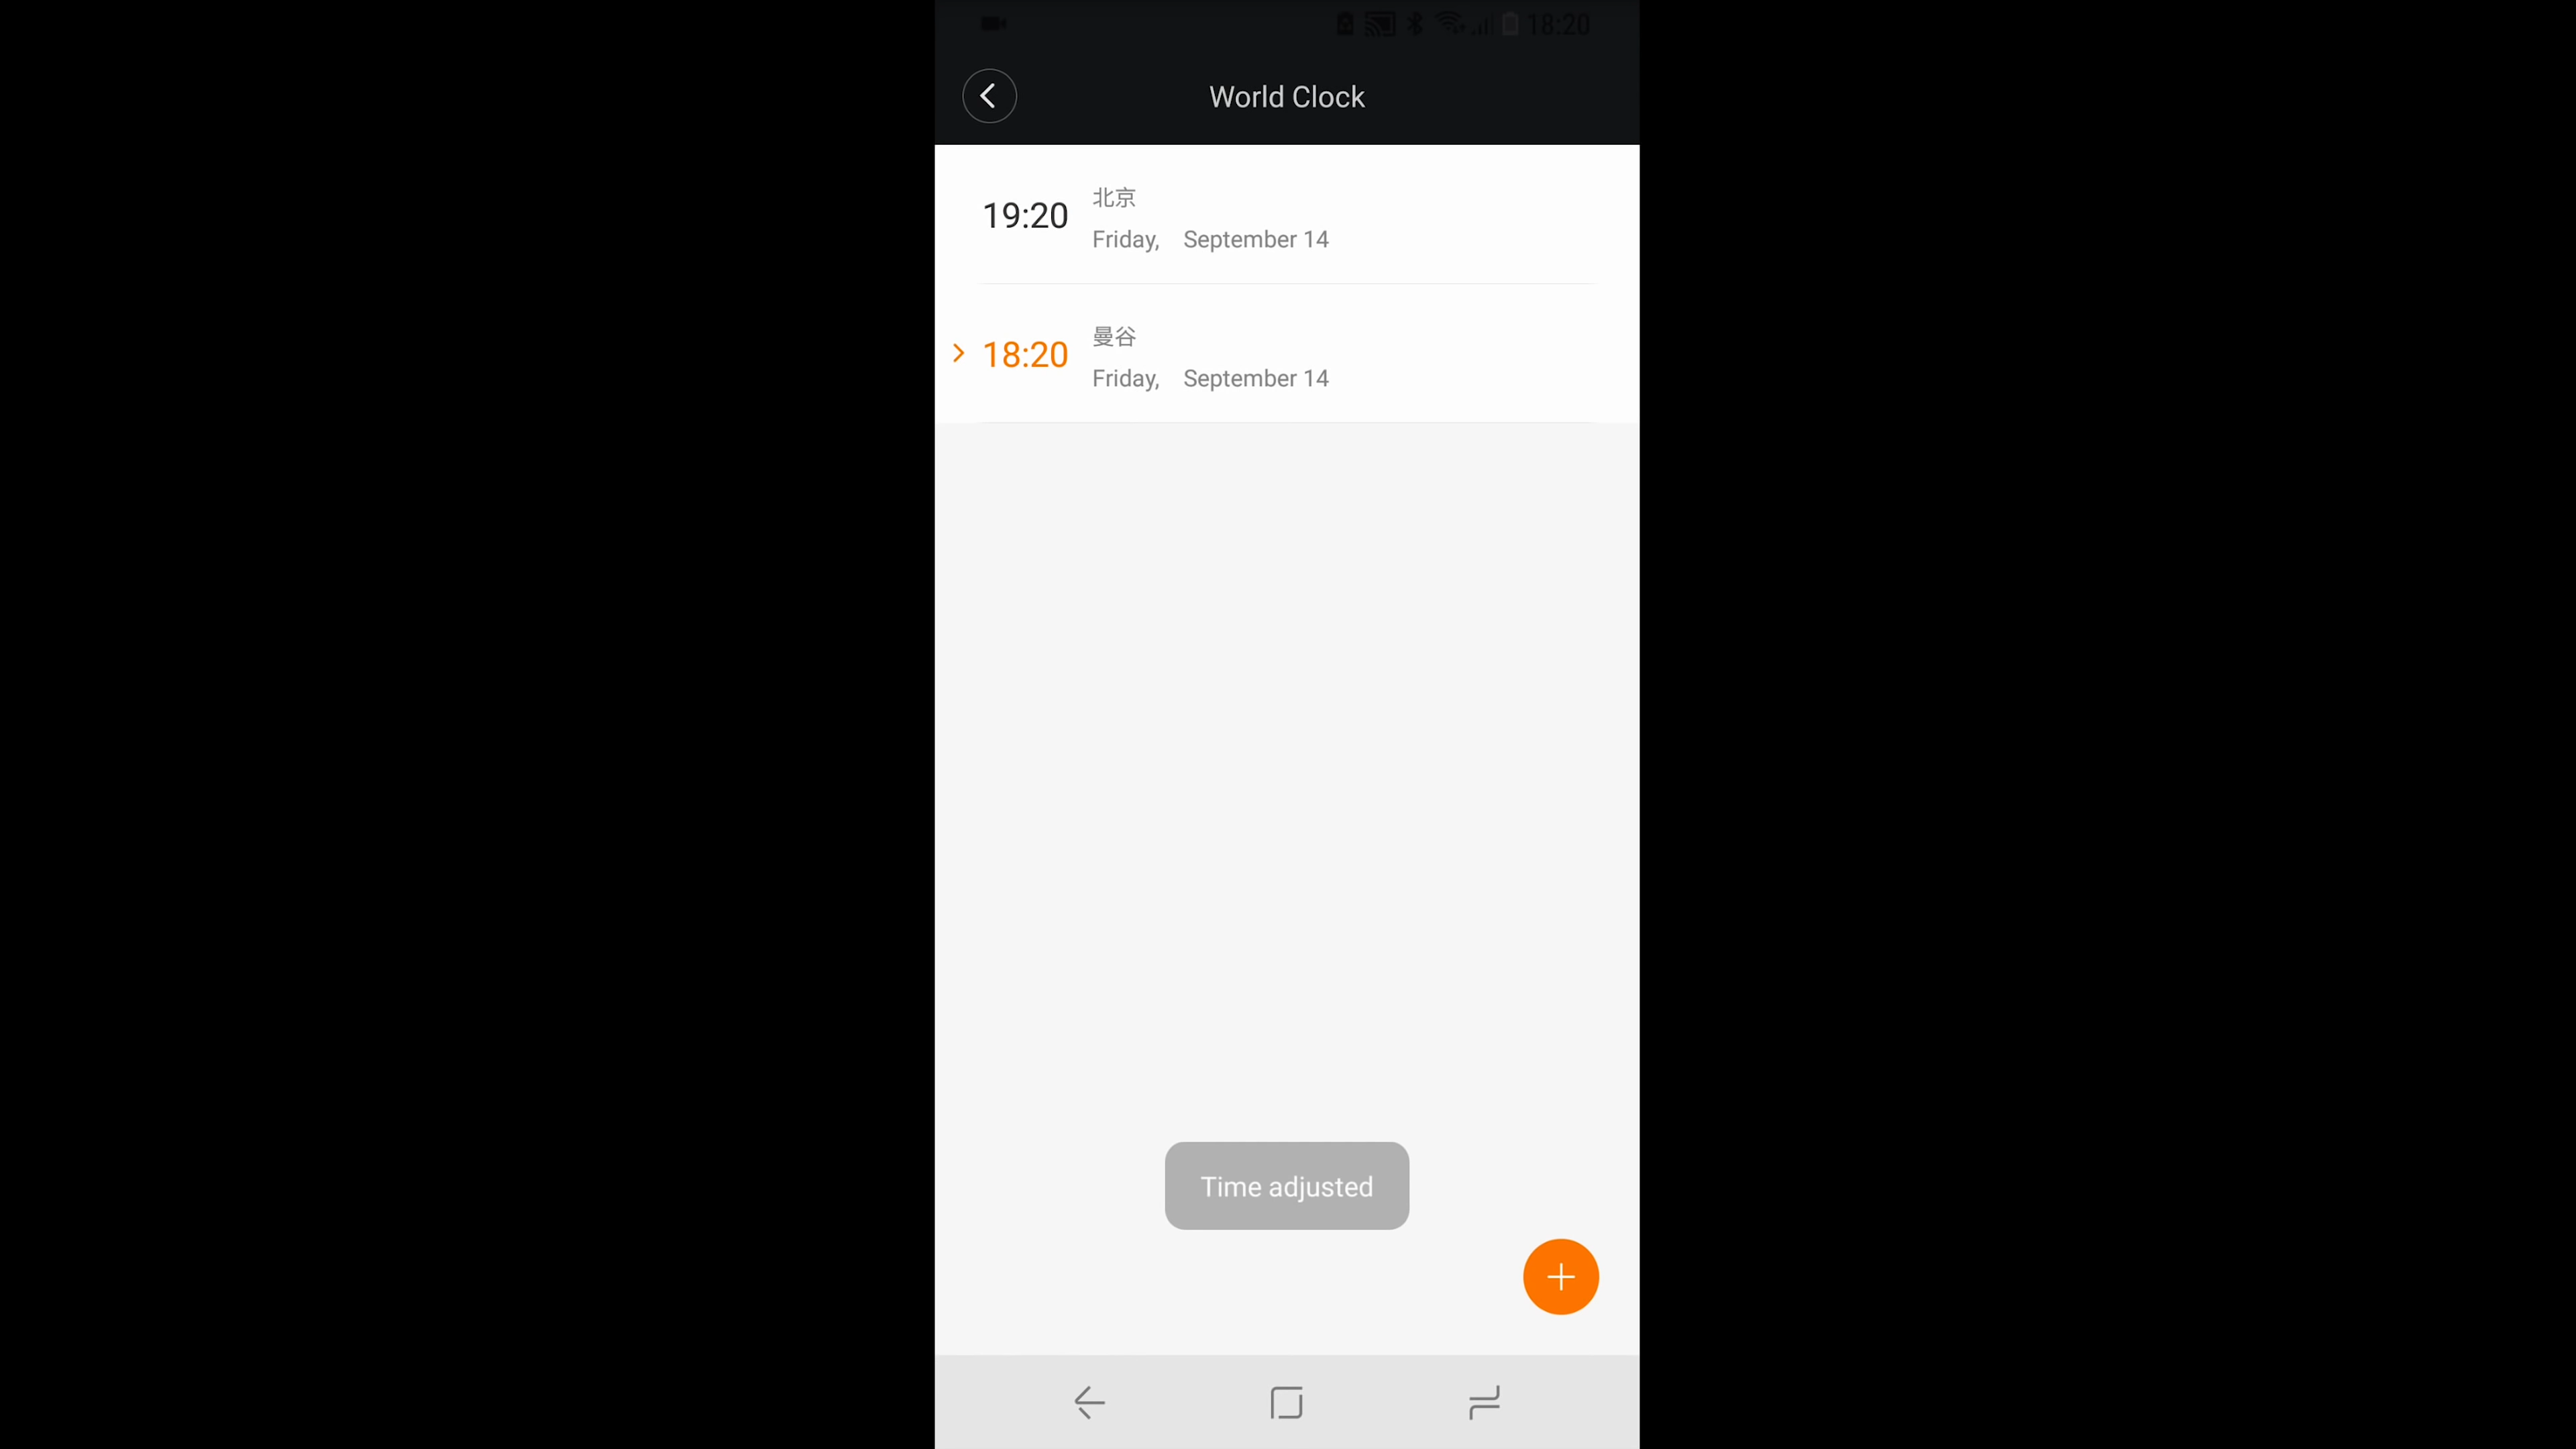 18:20
World Clock
19:20
北京
Friday, September 14
18:20
曼谷
Friday, September 14
Time adjusted